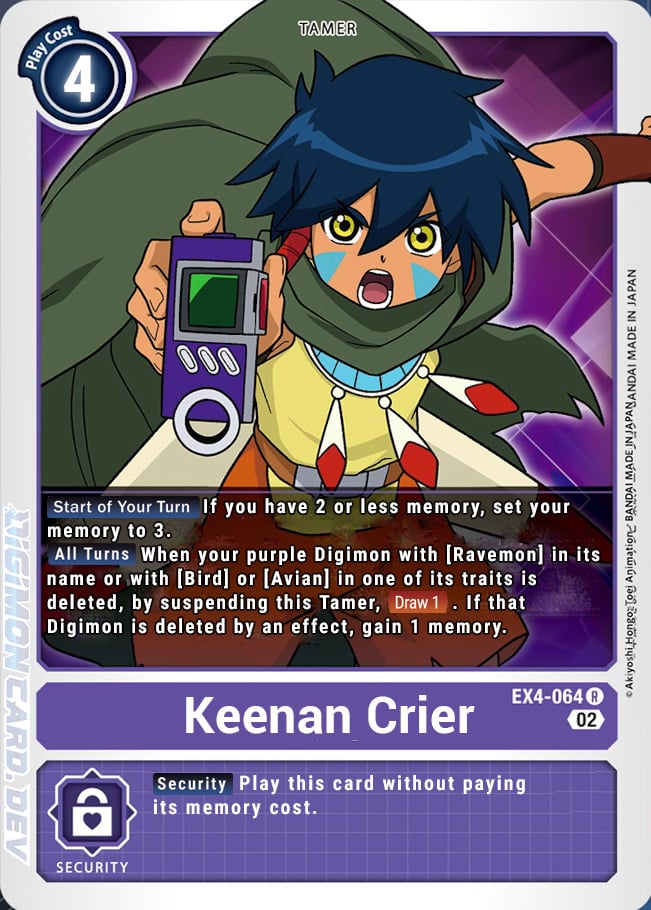 TAMER
Play Cost
4
Start of Your Turn If you have 2 or less memory, set your
memory to 3.
All Turns When your purple Digimon with [Ravemon] in its
name or with [Bird] or [Avian] in one of its traits is
deleted, by suspending this Tamer, Draw 1 . If that
Digimon is deleted by an effect, gain 1 memory.
EX4-064 R
Keenan Crier
02
Security Play this card without paying
its memory cost.
SECURITY
DIGIMONCARD.DEV
© Akiyoshi Hongo, Toei Animation BANDAI MADE IN JAPAN